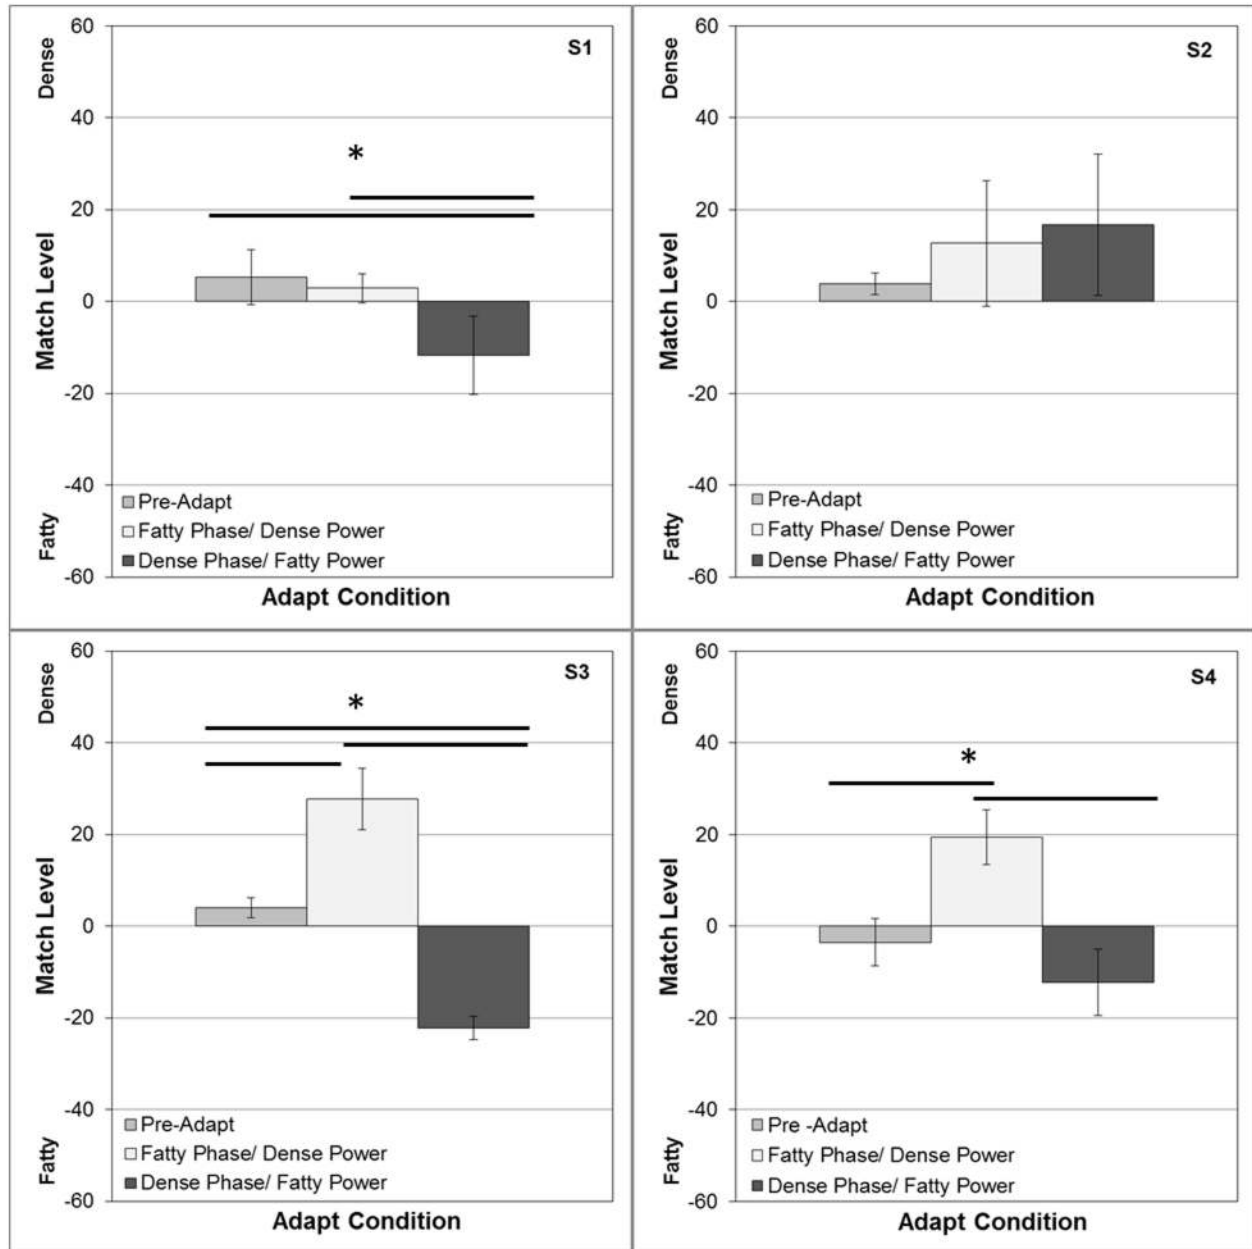 S1
60
40
20
0
-20
-40
-60
Dense
Match Level
Fatty
*
Pre-Adapt
Fatty Phase/ Dense Power
Dense Phase/ Fatty Power
Adapt Condition
S2
60
40
20
0
-20
-40
-60
Dense
Match Level
Fatty
Pre-Adapt
Fatty Phase/ Dense Power
Dense Phase/ Fatty Power
Adapt Condition
S3
60
40
20
0
-20
-40
-60
Dense
Match Level
Fatty
*
Pre-Adapt
Fatty Phase/ Dense Power
Dense Phase/ Fatty Power
Adapt Condition
S4
60
40
20
0
-20
-40
-60
Dense
Match Level
Fatty
*
Pre -Adapt
Fatty Phase/ Dense Power
Dense Phase/ Fatty Power
Adapt Condition